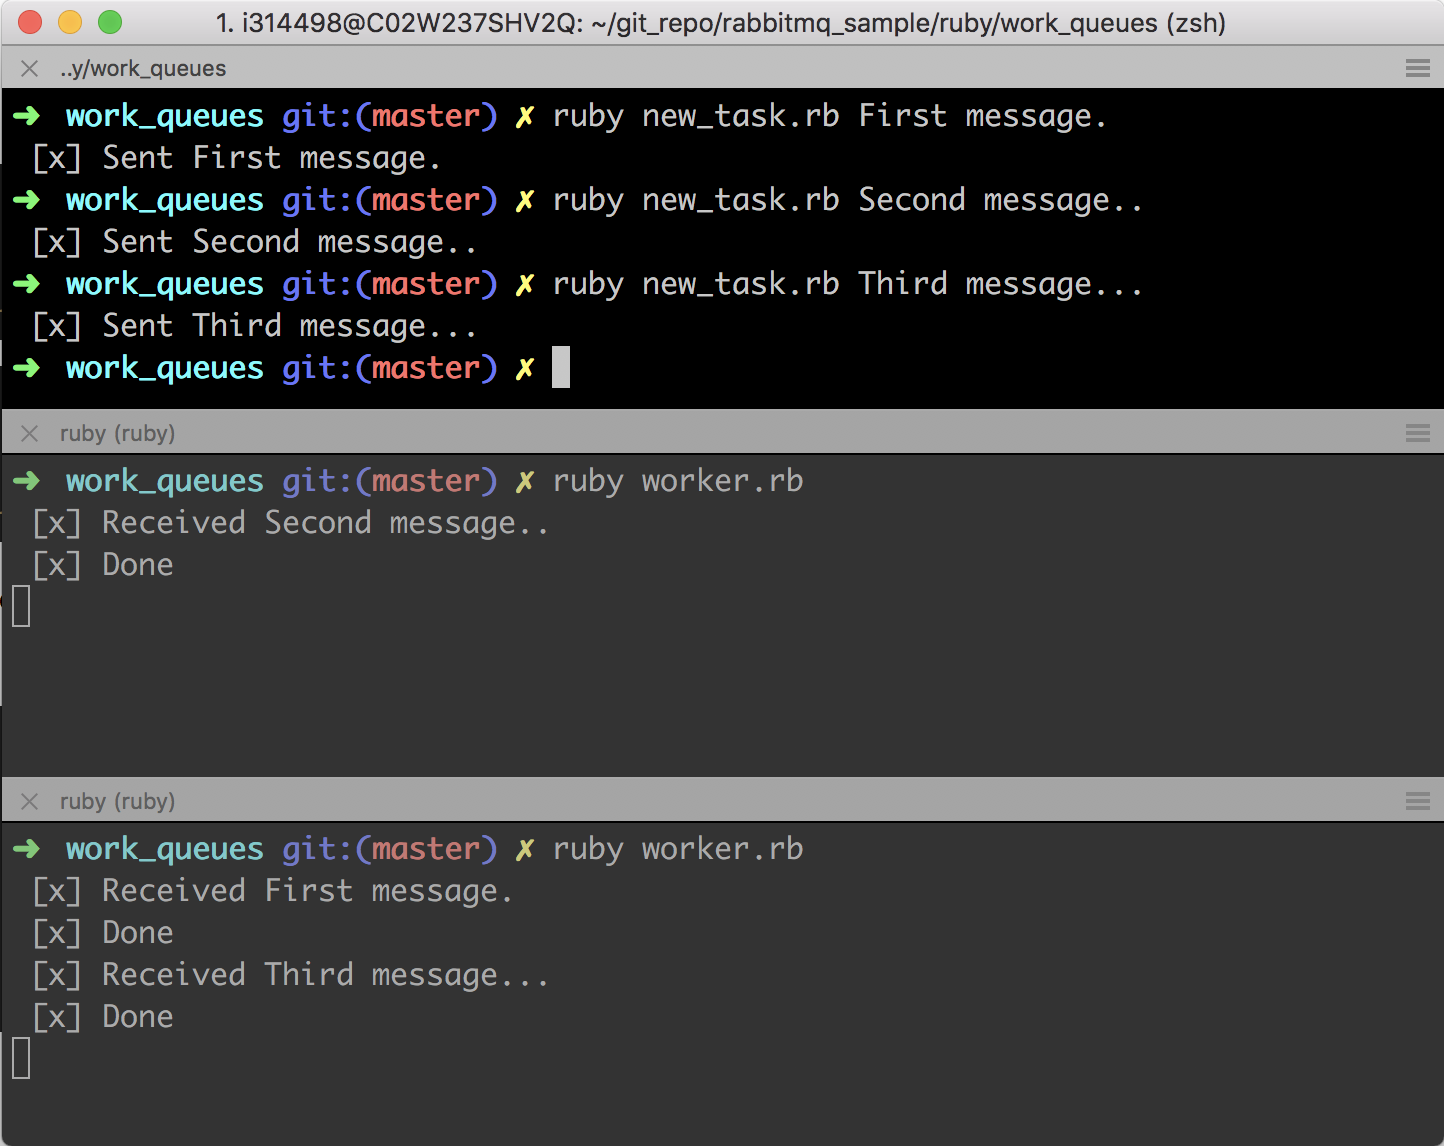 1. i314498@C02W237SHV2Q: ~/git_repo/rabbitmq_sample/ruby/work_queues (zsh)
..y/work_queues
➜ work_queues git:(master) ✗ ruby new_task.rb First message.
[x] Sent First message.
➜ work_queues git:(master) ✗ ruby new_task.rb Second message..
[x] Sent Second message..
➜ work_queues git:(master) ✗ ruby new_task.rb Third message...
[x] Sent Third message...
➜ work_queues git:(master) ✗
ruby (ruby)
➜ work_queues git:(master) ✗ ruby worker.rb
[x] Received Second message..
[x] Done
ruby (ruby)
➜ work_queues git:(master) ✗ ruby worker.rb
[x] Received First message.
[x] Done
[x] Received Third message...
[x] Done